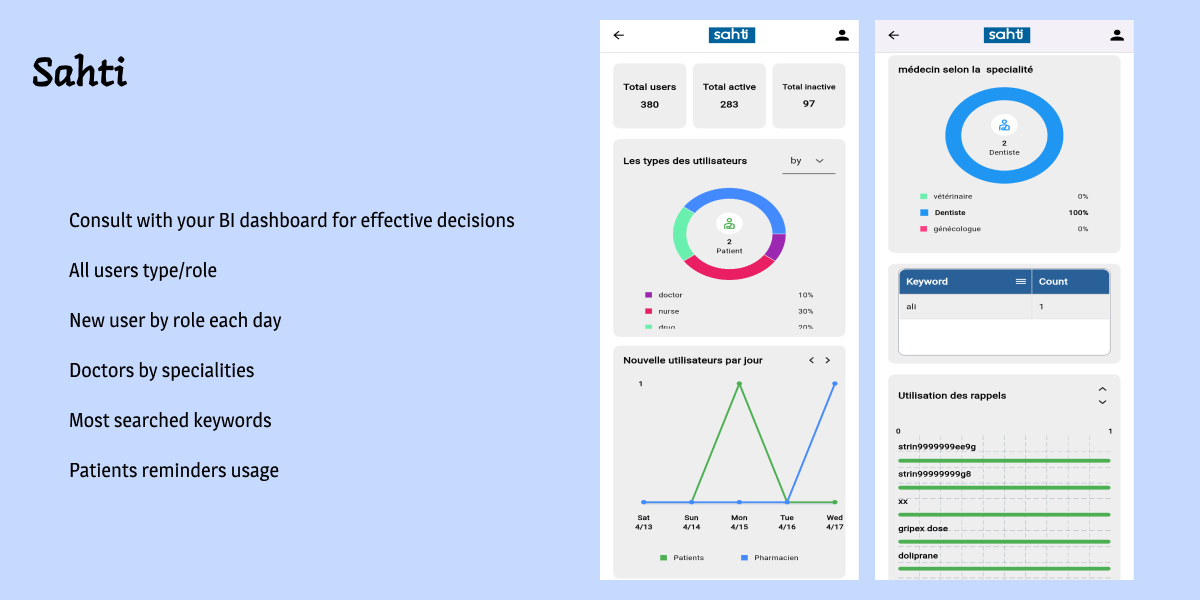 Sahti
Consult with your BI dashboard for effective decisions
All users type/role
New user by role each day
Doctors by specialities
Most searched keywords
Patients reminders usage
sahti
Total users
380
Total active
283
Total inactive
97
Les types des utilisateurs
by
2
Patient
doctor 10%
nurse 30%
drug 20%
Nouvelle utilisateurs par jour
1
Sat Sun Mon Tue Wed
4/13 4/14 4/15 4/16 4/17
Patients Pharmacien
sahti
médecin selon la specialité
2
Dentiste
vétérinaire 0%
Dentiste 100%
génécologue 0%
Keyword Count
ali 1
Utilisation des rappels
0 1
strin9999999ee9g
strin99999999g8
xx
gripex dose
doliprane